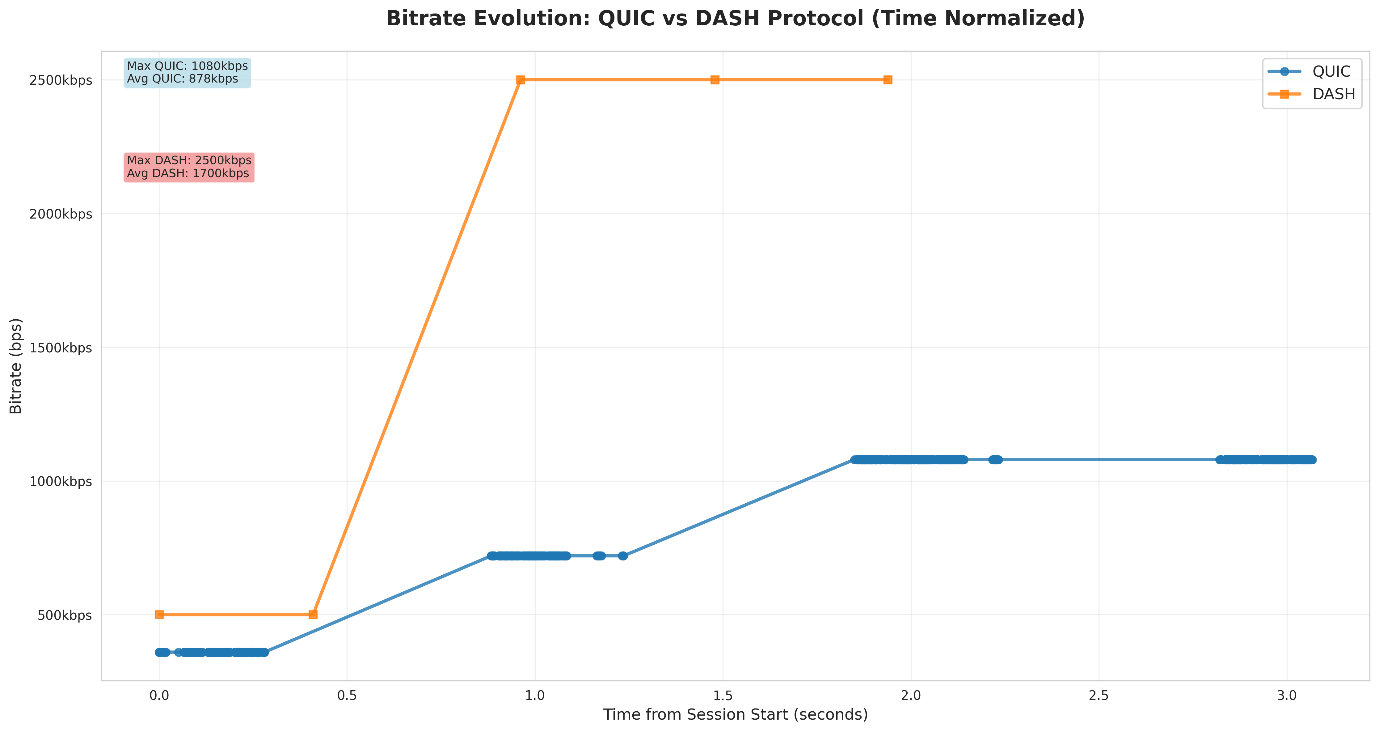 Bitrate Evolution: QUIC vs DASH Protocol (Time Normalized)
Max QUIC: 1080kbps
Avg QUIC: 878kbps
Max DASH: 2500kbps
Avg DASH: 1700kbps
QUIC
DASH
Bitrate (bps)
2500kbps
2000kbps
1500kbps
1000kbps
500kbps
0.0 0.5 1.0 1.5 2.0 2.5 3.0
Time from Session Start (seconds)